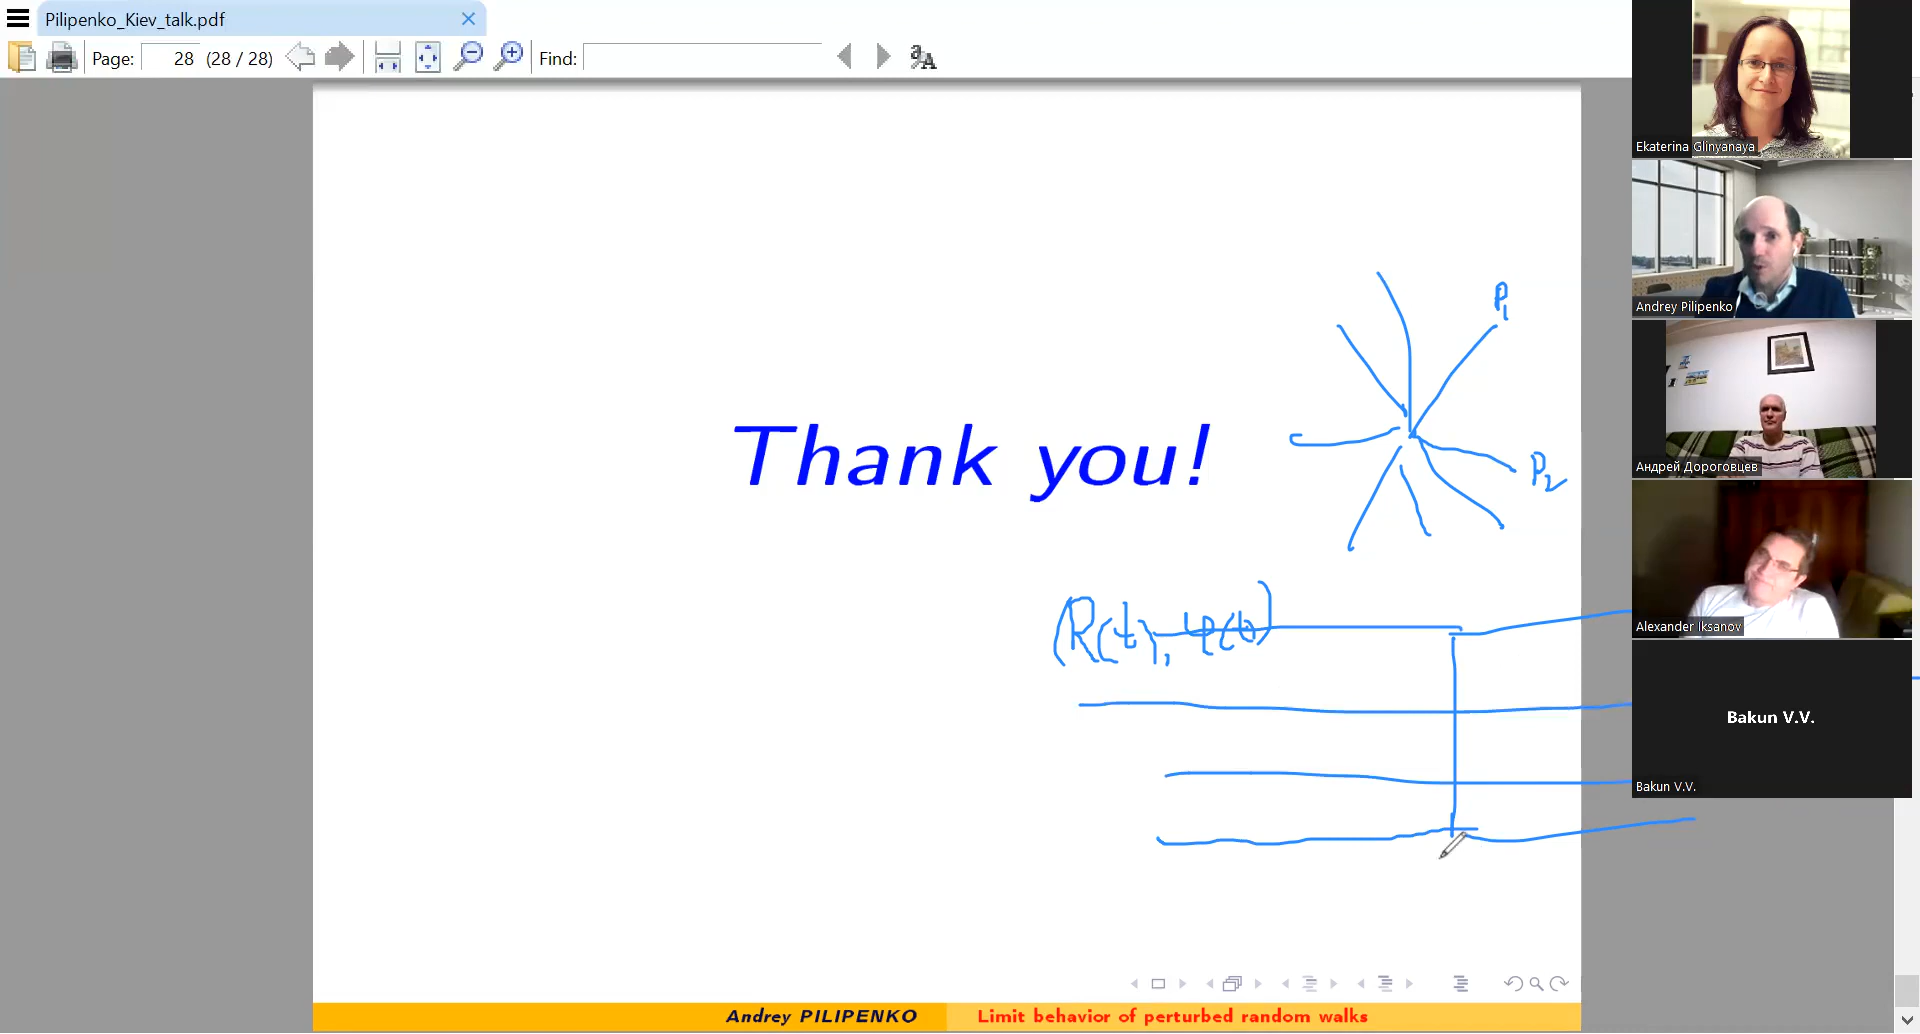 Pilipenko_Kiev_talk.pdf
Page: 28 (28 / 28) Find:
Ekaterina Glinyanaya
Andrey Pilipenko
P1
Thank you!
P2
Андрей Дороговцев
(R(t), φ(t))
Alexander Iksanov
Bakun V.V.
Bakun V.V.
Andrey PILIPENKO Limit behavior of perturbed random walks